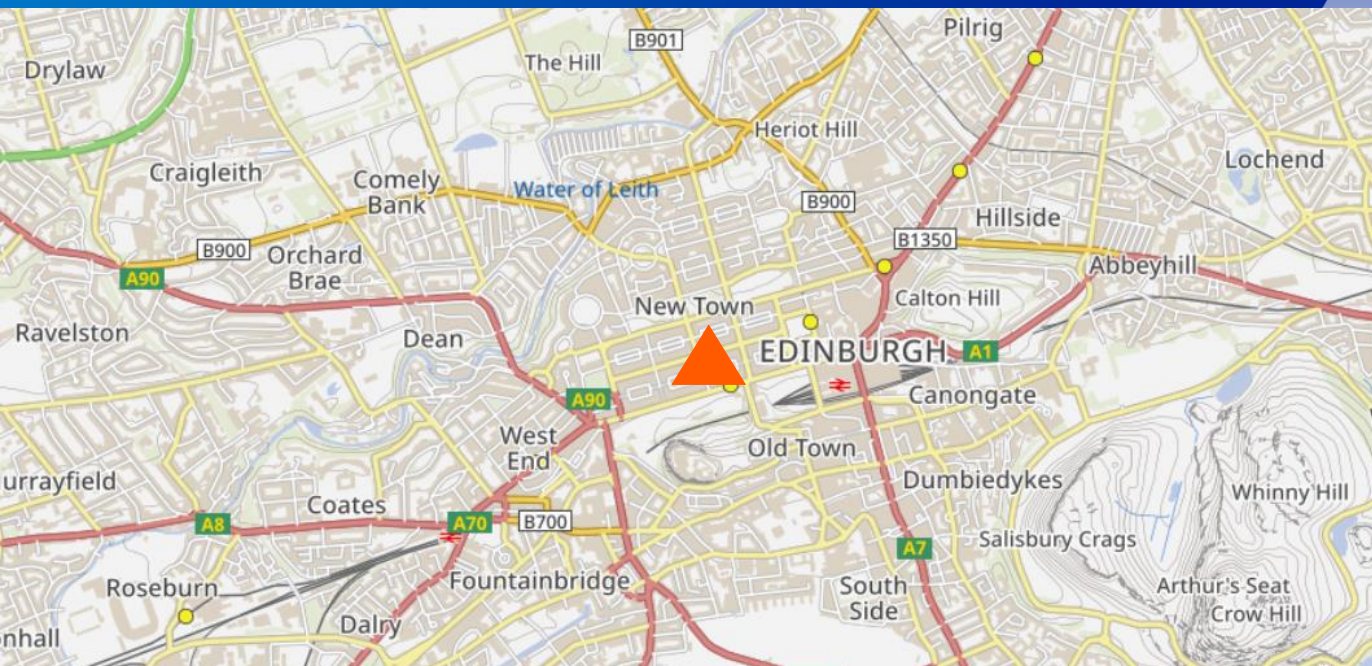 Pilrig
B901
The Hill
Drylaw
Heriot Hill
Lochend
Craigleith
Comely
Bank
Water of Leith
B900
Hillside
B1350
B900
Orchard
Brae
Abbeyhill
A90
Calton Hill
New Town
Ravelston
Dean
EDINBURGH
A1
Canongate
A90
West
End
Old Town
Dumbiedykes
urrayfield
Whinny Hill
Coates
A8
A70
B700
Salisbury Crags
A7
Roseburn
Fountainbridge
South
Side
Arthur's Seat
Crow Hill
Dalry
nhall